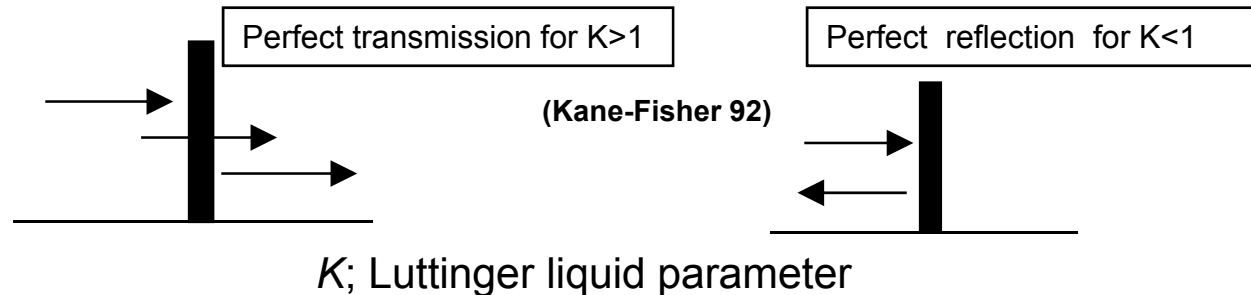 Perfect transmission for K>1
Perfect reflection for K<1
(Kane-Fisher 92)
K; Luttinger liquid parameter